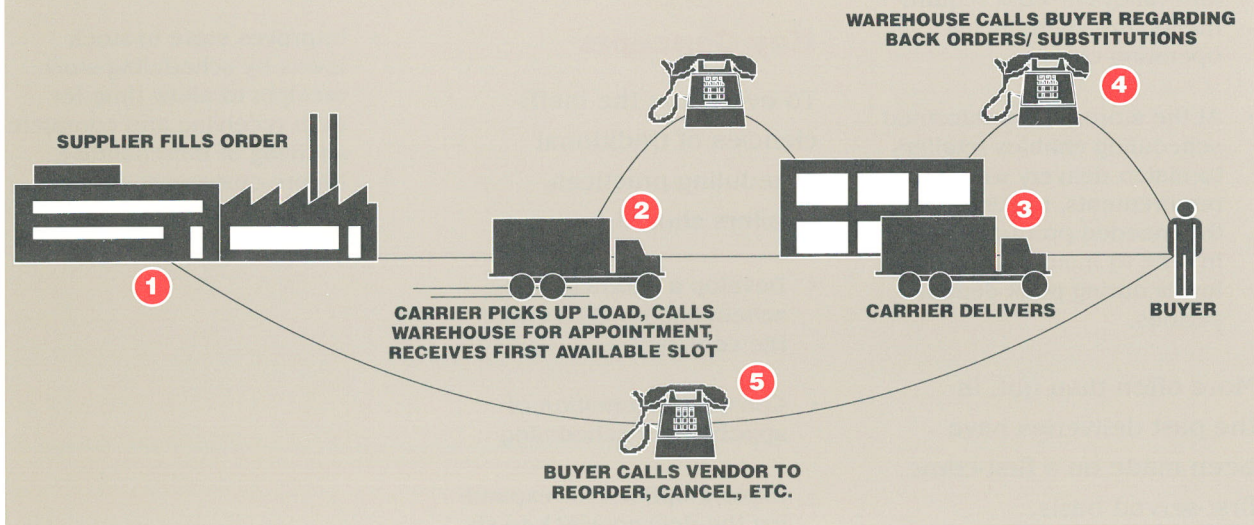 WAREHOUSE CALLS BUYER REGARDING
BACK ORDERS/ SUBSTITUTIONS
4
SUPPLIER FILLS ORDER
1
2
CARRIER PICKS UP LOAD, CALLS
WAREHOUSE FOR APPOINTMENT,
RECEIVES FIRST AVAILABLE SLOT
3
CARRIER DELIVERS
BUYER
5
BUYER CALLS VENDOR TO
REORDER, CANCEL, ETC.